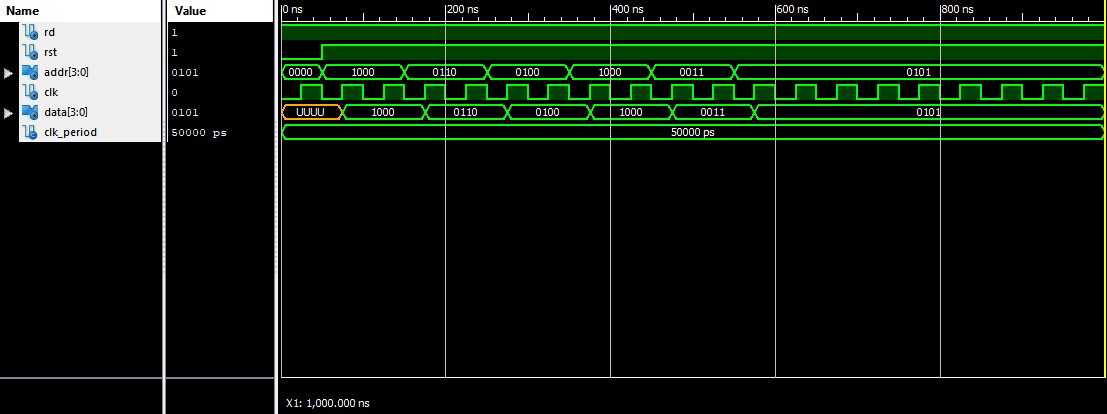 Name Value 0 ns 200 ns 400 ns 600 ns 800 ns
rd 1
rst 1
addr[3:0] 0101 0000 1000 0110 0100 1000 0011 0101
clk 0
data[3:0] 0101 UUUU 1000 0110 0100 1000 0011 0101
clk_period 50000 ps 50000 ps
X1: 1,000.000 ns